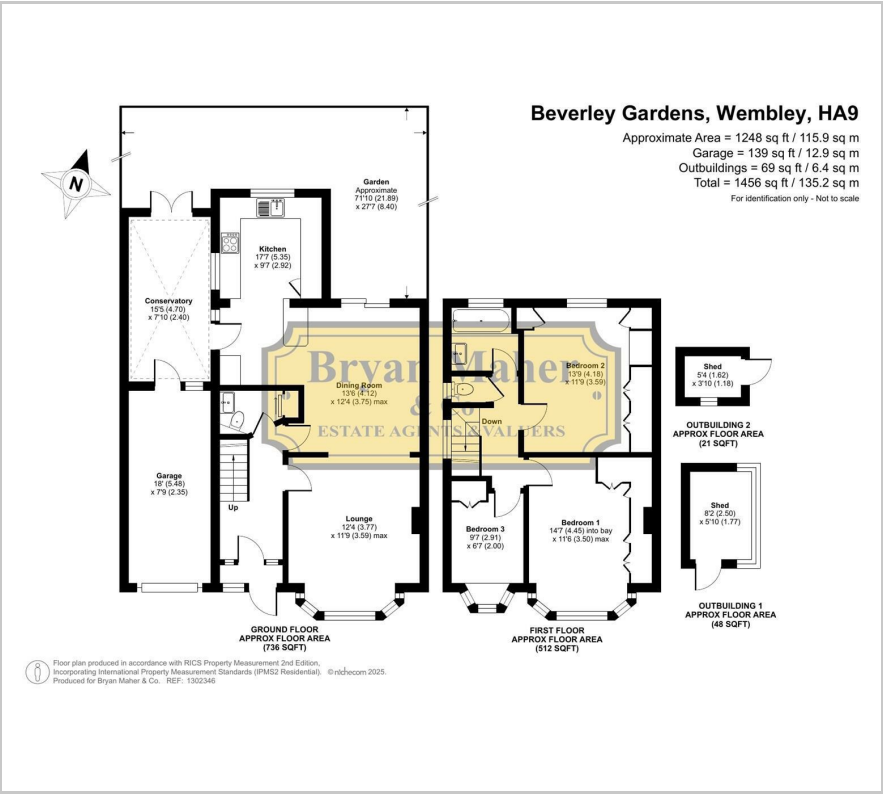 Beverley Gardens, Wembley, HA9
Approximate Area = 1248 sq ft / 115.9 sq m
Garage = 139 sq ft / 12.9 sq m
Outbuildings = 69 sq ft / 6.4 sq m
Total = 1456 sq ft / 135.2 sq m
For identification only - Not to scale
N
Garden
Approximate
71'10 (21.89)
x 27'7 (8.40)
Kitchen
17'7 (5.35)
x 9'7 (2.92)
Conservatory
15'5 (4.70)
x 7'10 (2.40)
Dining Room
13'6 (4.12)
x 12'4 (3.75) max
Garage
18' (5.48)
x 7'9 (2.35)
Up
Lounge
12'4 (3.77)
x 11'9 (3.59) max
GROUND FLOOR
APPROX FLOOR AREA
(736 SQFT)
Bedroom 2
13'9 (4.18)
x 11'9 (3.59)
Down
Bedroom 3
9'7 (2.91)
x 6'7 (2.00)
Bedroom 1
14'7 (4.45) into bay
x 11'6 (3.50) max
FIRST FLOOR
APPROX FLOOR AREA
(512 SQFT)
Shed
5'4 (1.62)
x 3'10 (1.18)
OUTBUILDING 2
APPROX FLOOR AREA
(21 SQFT)
Shed
8'2 (2.50)
x 5'10 (1.77)
OUTBUILDING 1
APPROX FLOOR AREA
(48 SQFT)
Bryan Maher
& Co
ESTATE AGENTS & VALUERS
Floor plan produced in accordance with RICS Property Measurement 2nd Edition,
Incorporating International Property Measurement Standards (IPMS2 Residential). © nichecom 2025.
Produced for Bryan Maher & Co. REF: 1302346